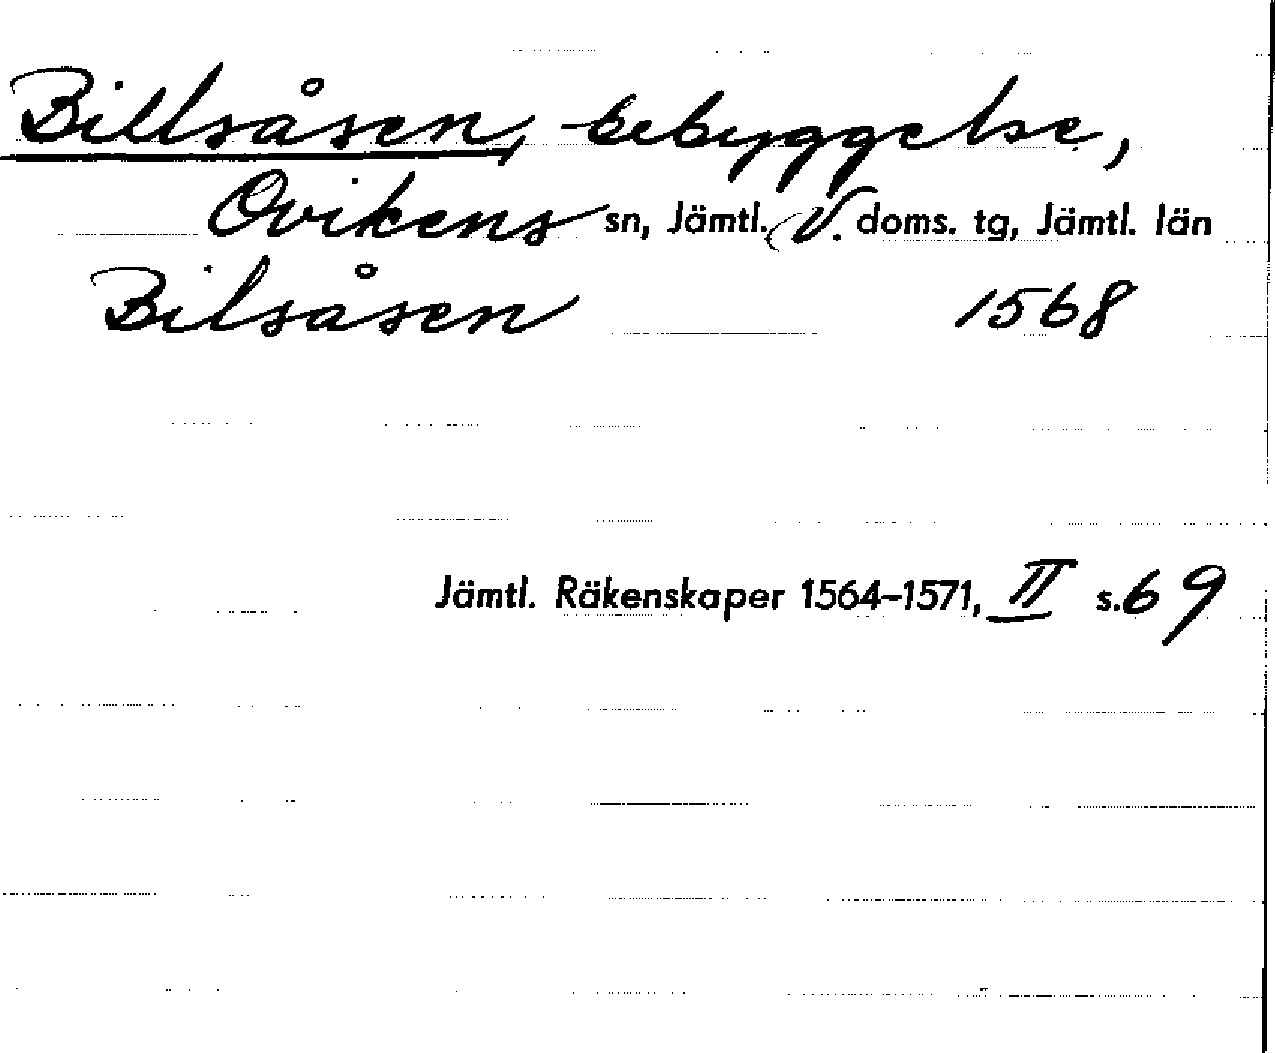 Billsåsen, bebyggelse,
Ovikens sn, Jämtl. V. doms. tg, Jämtl. län
Bilsåsen 1568
Jämtl. Räkenskaper 1564-1571, II s. 69